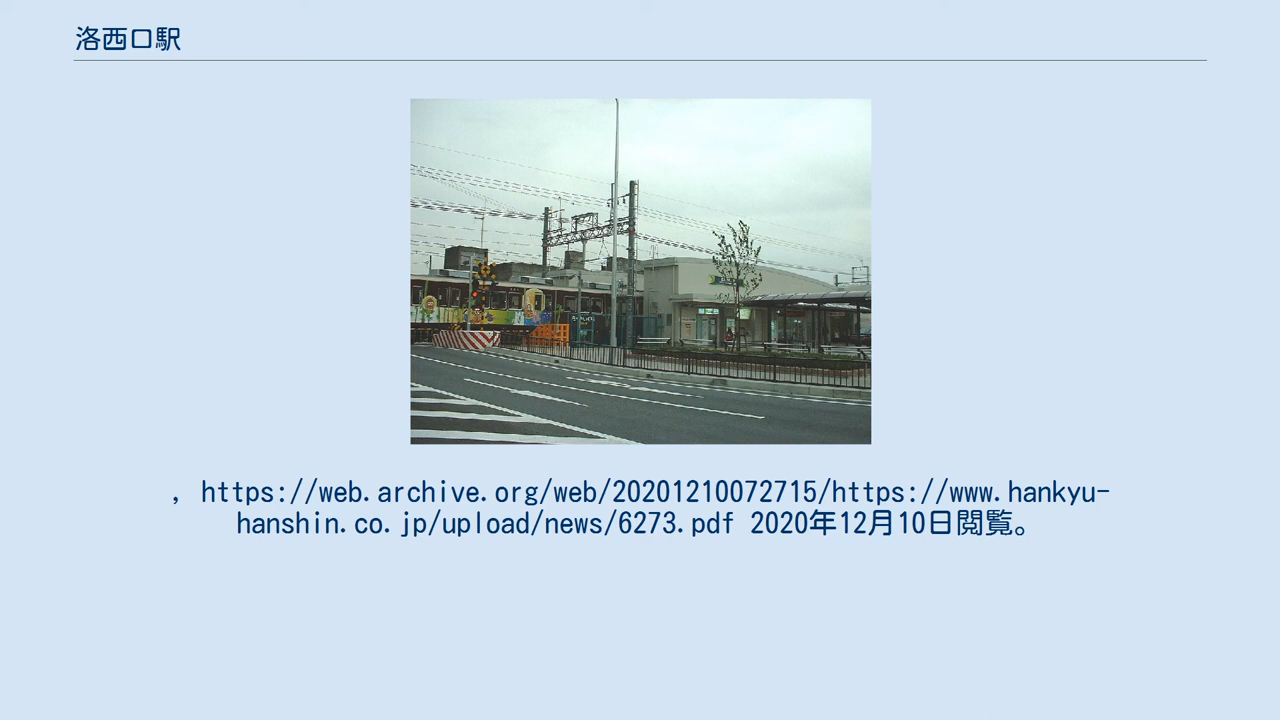 洛西口駅
, https://web.archive.org/web/20201210072715/https://www.hankyu-
hanshin.co.jp/upload/news/6273.pdf 2020年12月10日閲覧。